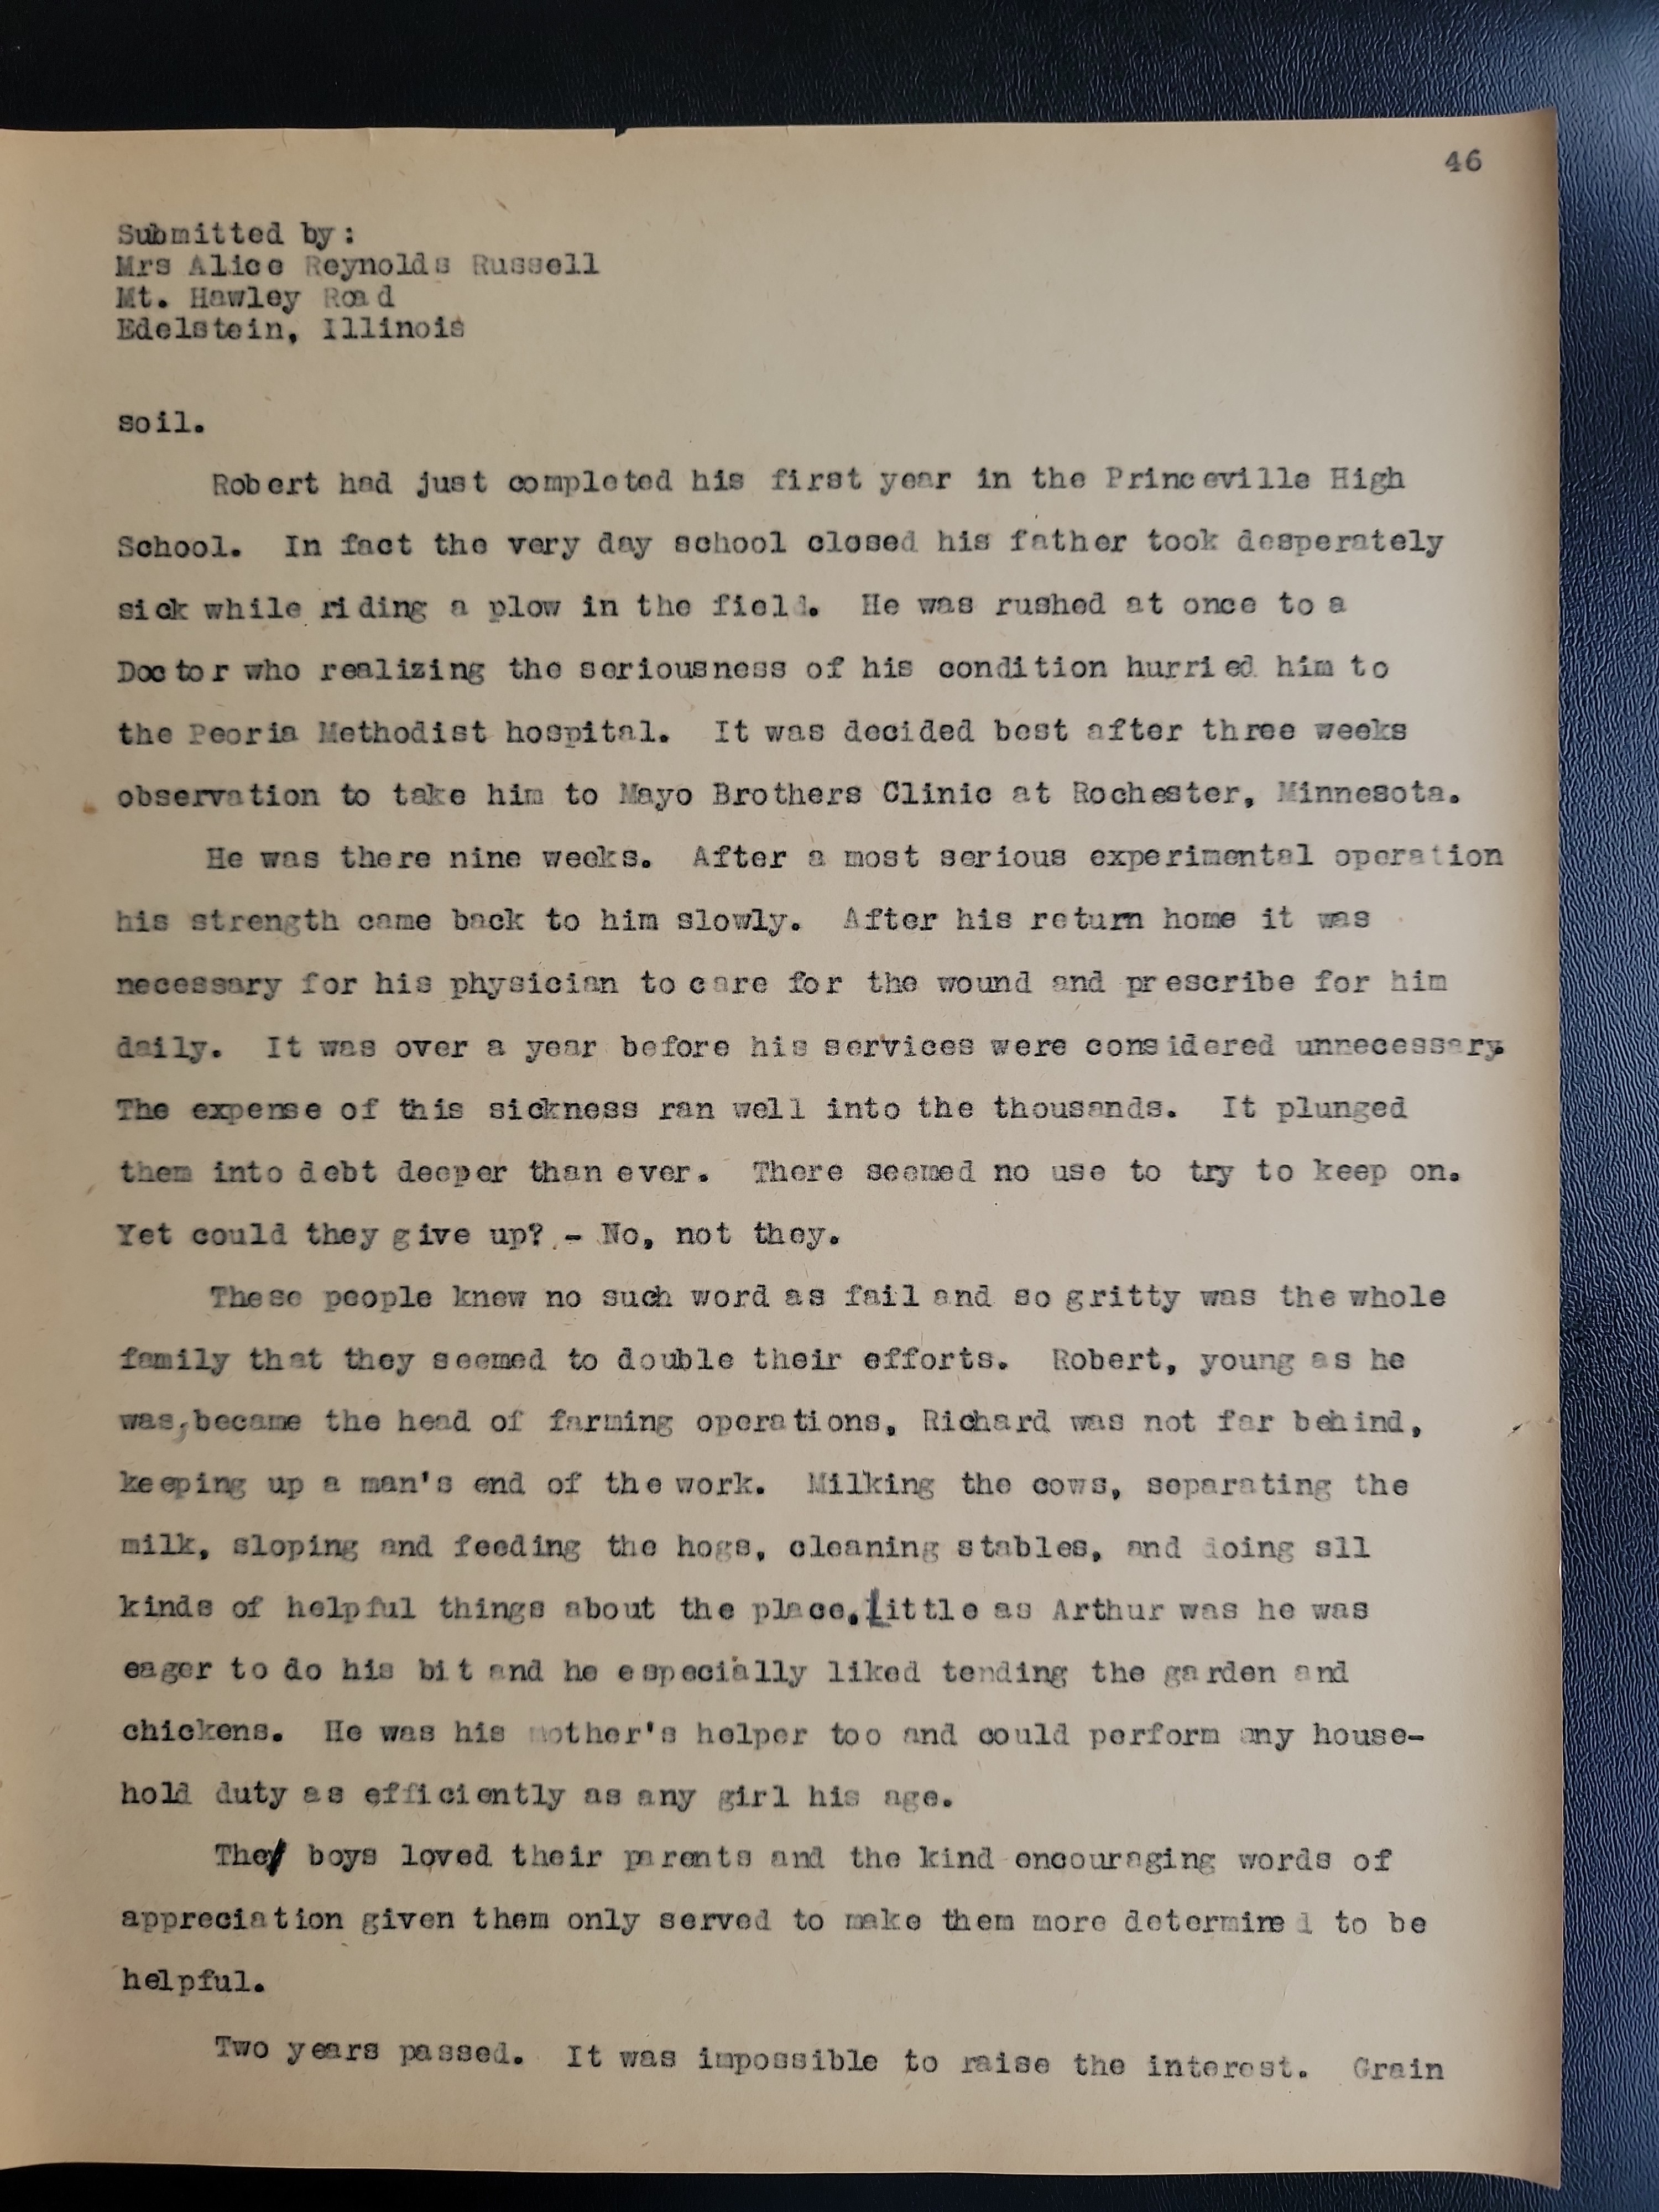 46
Submitted by:
Mrs Alice Reynolds Russell
Mt. Hawley Road
Edelstein, Illinois
soil.
Robert had just completed his first year in the Princeville High
School. In fact the very day school closed his father took desperately
sick while riding a plow in the field. He was rushed at once to a
Doctor who realizing the seriousness of his condition hurried him to
the Peoria Methodist hospital. It was decided best after three weeks
observation to take him to Mayo Brothers Clinic at Rochester, Minnesota.
He was there nine weeks. After a most serious experimental operation
his strength came back to him slowly. After his return home it was
necessary for his physician to care for the wound and prescribe for him
daily. It was over a year before his services were considered unnecessary.
The expense of this sickness ran well into the thousands. It plunged
them into debt deeper than ever. There seemed no use to try to keep on.
Yet could they give up? - No, not they.
These people knew no such word as fail and so gritty was the whole
family that they seemed to double their efforts. Robert, young as he
was, became the head of farming operations, Richard was not far behind,
keeping up a man's end of the work. Milking the cows, separating the
milk, sloping and feeding the hogs, cleaning stables, and doing sll
kinds of helpful things about the place. Little as Arthur was he was
eager to do his bit and he especially liked tending the garden and
chickens. He was his mother's helper too and could perform any house-
hold duty as efficiently as any girl his age.
The boys loved their parents and the kind encouraging words of
appreciation given them only served to make them more determined to be
helpful.
Two years passed. It was impossible to raise the interest. Grain